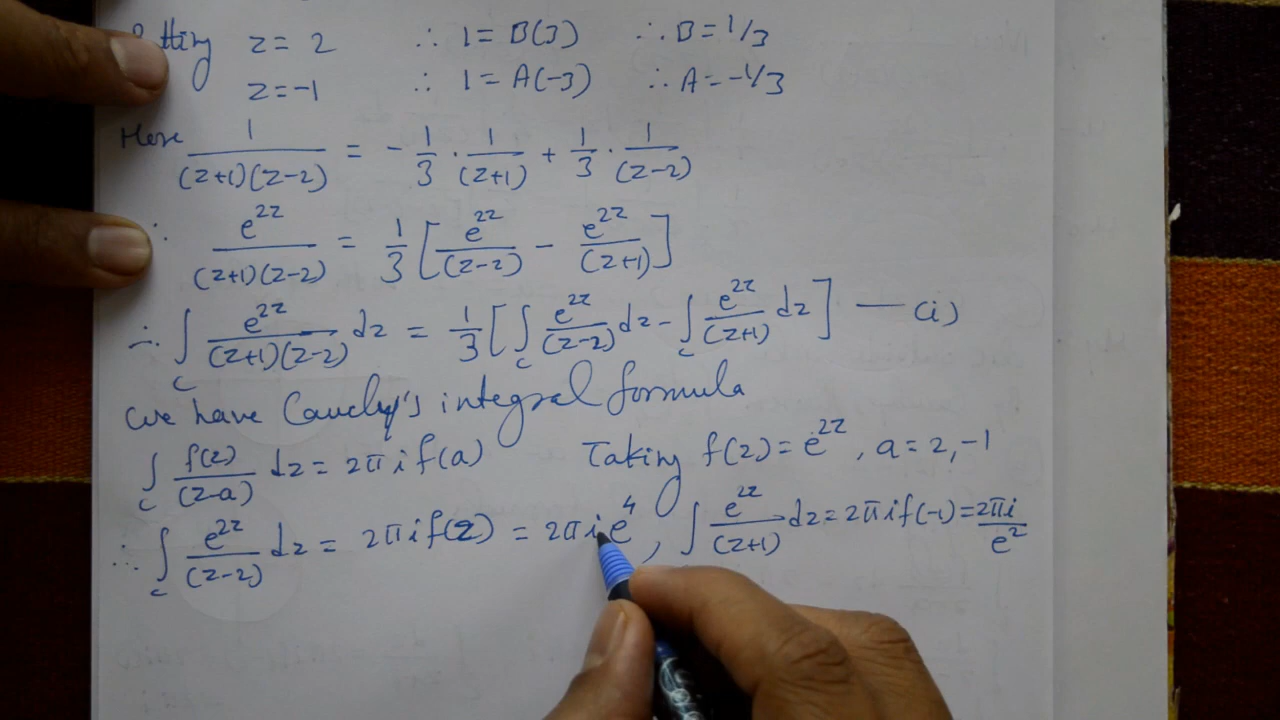 z = 2 ∴ 1 = B(3) ∴ B = 1/3
z = -1 ∴ 1 = A(-3) ∴ A = -1/3
Here 1/((z+1)(z-2)) = - 1/3 · 1/(z+1) + 1/3 · 1/(z-2)
∴ e^{2z}/((z+1)(z-2)) = 1/3 [ e^{2z}/(z-2) - e^{2z}/(z+1) ]
∴ ∫_c e^{2z}/((z+1)(z-2)) dz = 1/3 [ ∫_c e^{2z}/(z-2) dz - ∫_c e^{2z}/(z+1) dz ] — (i)
We have Cauchy's integral formula
∫_c f(z)/(z-a) dz = 2πi f(a) Taking f(z) = e^{2z}, a = 2, -1
∴ ∫_c e^{2z}/(z-2) dz = 2πi f(2) = 2πi e^4, ∫ e^{2z}/(z+1) dz = 2πi f(-1) = 2πi/e^2